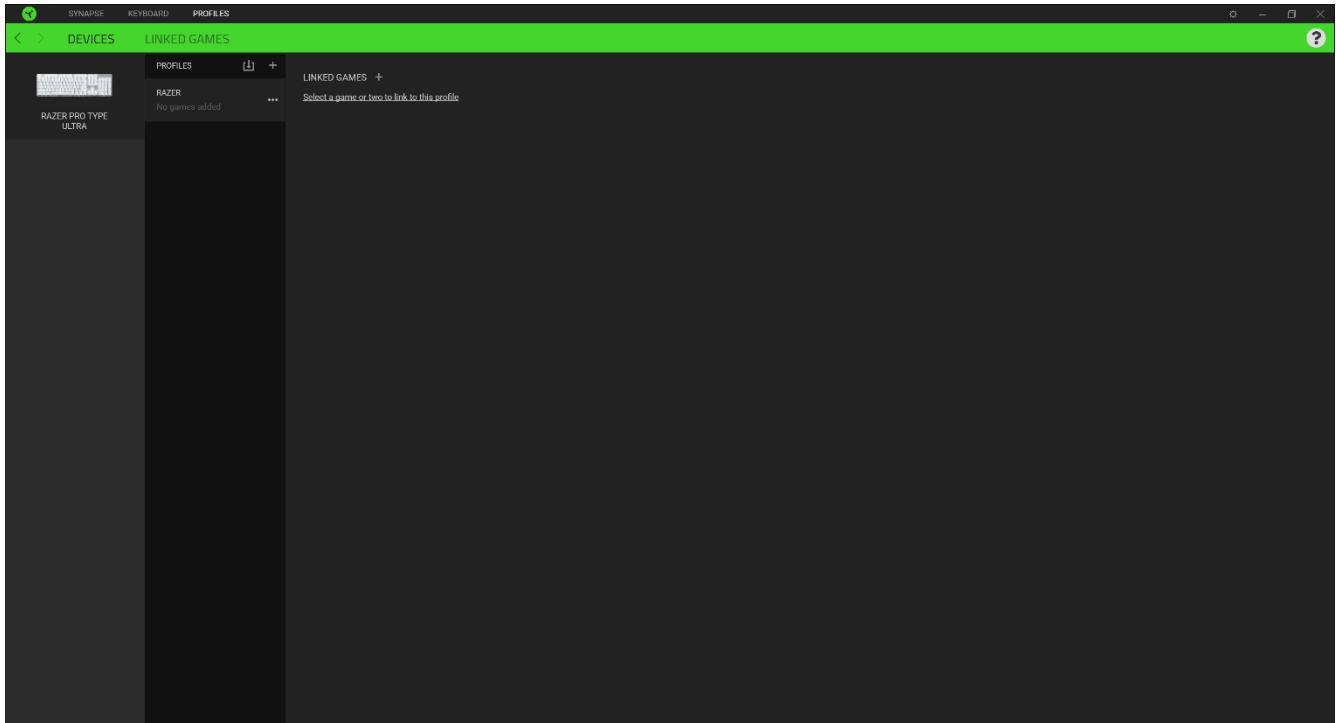 SYNAPSE KEYBOARD PROFILES
DEVICES LINKED GAMES ?
RAZER PRO TYPE
ULTRA
PROFILES
RAZER
No games added
LINKED GAMES +
Select a game or two to link to this profile